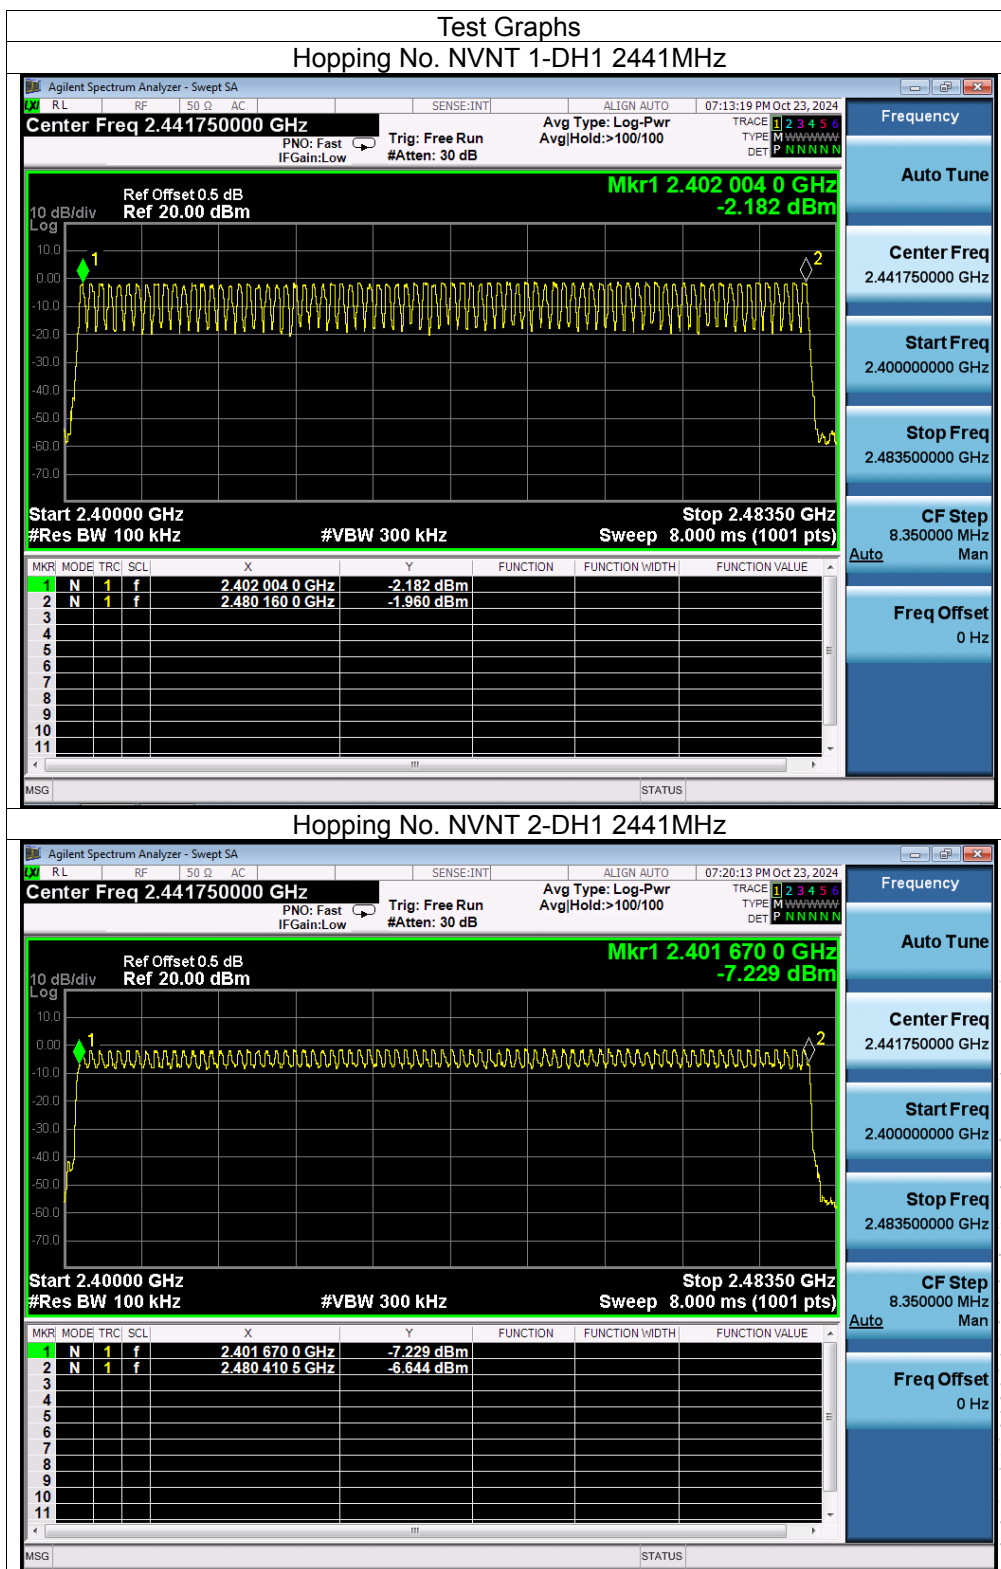 Test Graphs
Hopping No. NVNT 1-DH1 2441MHz
Agilent Spectrum Analyzer - Swept SA
LXI RL RF 50 Ω AC SENSE:INT ALIGN AUTO 07:13:19 PM Oct 23, 2024
Center Freq 2.441750000 GHz
PNO: Fast
IFGain:Low
Trig: Free Run
#Atten: 30 dB
Avg Type: Log-Pwr
Avg|Hold:>100/100
TRACE 1 2 3 4 5 6
TYPE M WWWWW
DET P N N N N N
Frequency
Auto Tune
Mkr1 2.402 004 0 GHz
-2.182 dBm
Ref Offset 0.5 dB
10 dB/div Ref 20.00 dBm
Log
10.0
0.00
-10.0
-20.0
-30.0
-40.0
-50.0
-60.0
-70.0
1
2
Center Freq
2.441750000 GHz
Start Freq
2.400000000 GHz
Stop Freq
2.483500000 GHz
CF Step
8.350000 MHz
Auto Man
Freq Offset
0 Hz
Start 2.40000 GHz Stop 2.48350 GHz
#Res BW 100 kHz #VBW 300 kHz Sweep 8.000 ms (1001 pts)
MKR MODE TRC SCL X Y FUNCTION FUNCTION WIDTH FUNCTION VALUE
1 N 1 f 2.402 004 0 GHz -2.182 dBm
2 N 1 f 2.480 160 0 GHz -1.960 dBm
3
4
5
6
7
8
9
10
11
MSG STATUS
Hopping No. NVNT 2-DH1 2441MHz
Agilent Spectrum Analyzer - Swept SA
LXI RL RF 50 Ω AC SENSE:INT ALIGN AUTO 07:20:13 PM Oct 23, 2024
Center Freq 2.441750000 GHz
PNO: Fast
IFGain:Low
Trig: Free Run
#Atten: 30 dB
Avg Type: Log-Pwr
Avg|Hold:>100/100
TRACE 1 2 3 4 5 6
TYPE M WWWWW
DET P N N N N N
Frequency
Auto Tune
Mkr1 2.401 670 0 GHz
-7.229 dBm
Ref Offset 0.5 dB
10 dB/div Ref 20.00 dBm
Log
10.0
0.00
-10.0
-20.0
-30.0
-40.0
-50.0
-60.0
-70.0
1
2
Center Freq
2.441750000 GHz
Start Freq
2.400000000 GHz
Stop Freq
2.483500000 GHz
CF Step
8.350000 MHz
Auto Man
Freq Offset
0 Hz
Start 2.40000 GHz Stop 2.48350 GHz
#Res BW 100 kHz #VBW 300 kHz Sweep 8.000 ms (1001 pts)
MKR MODE TRC SCL X Y FUNCTION FUNCTION WIDTH FUNCTION VALUE
1 N 1 f 2.401 670 0 GHz -7.229 dBm
2 N 1 f 2.480 410 5 GHz -6.644 dBm
3
4
5
6
7
8
9
10
11
MSG STATUS